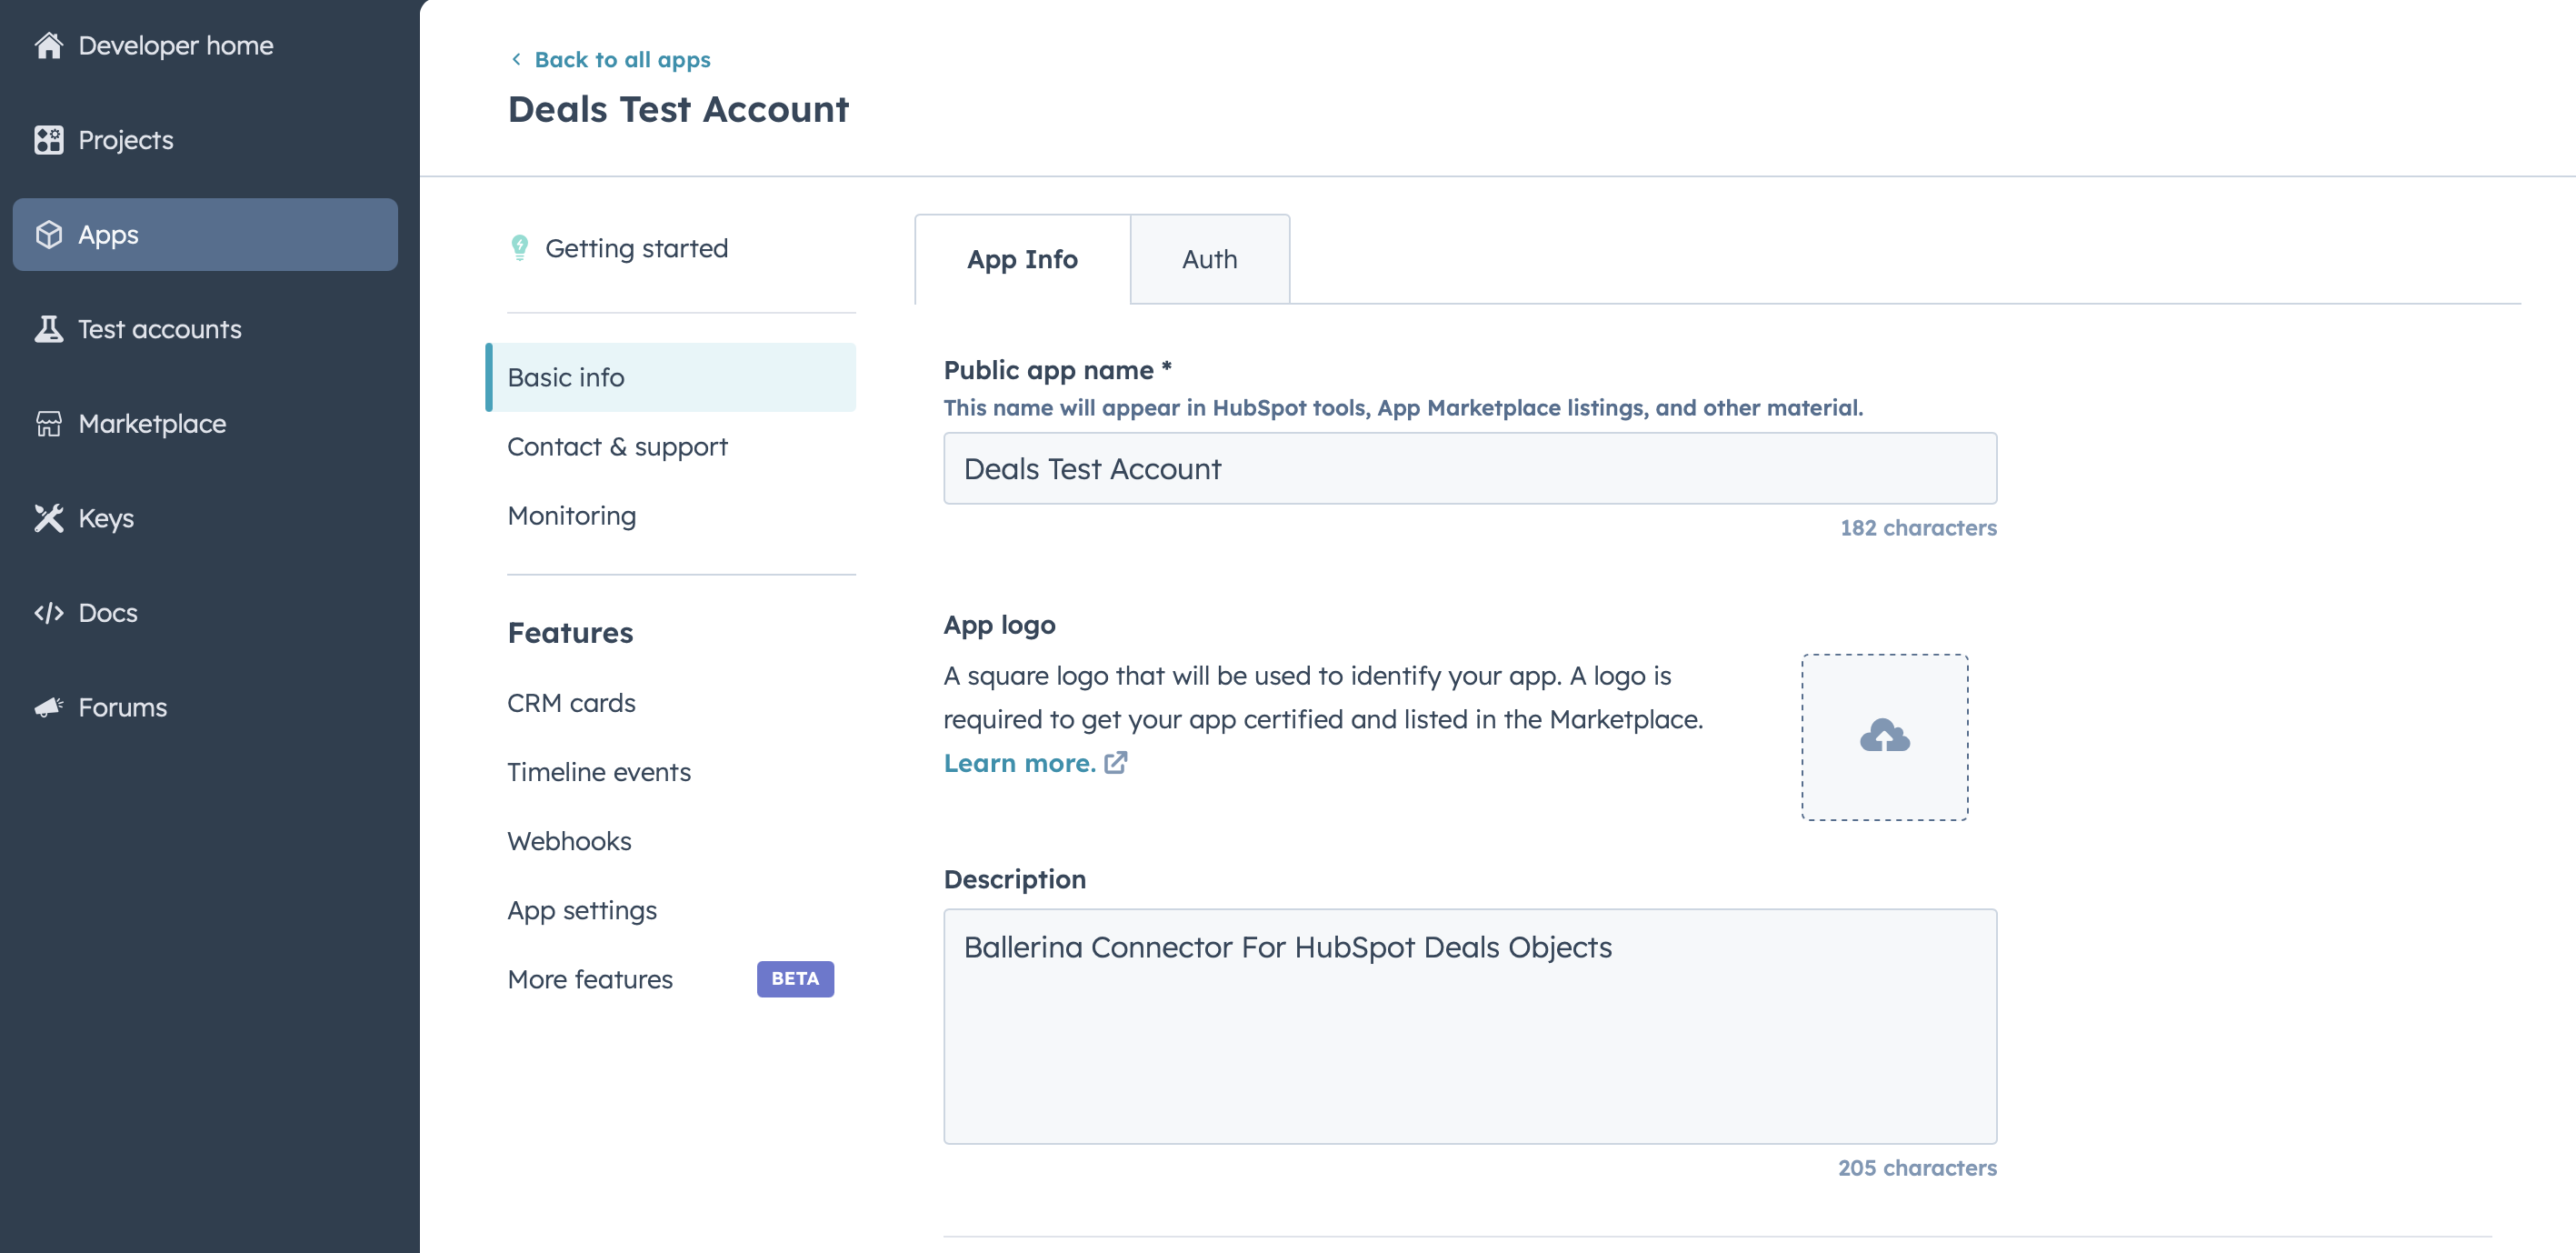 Developer home
Projects
Apps
Test accounts
Marketplace
Keys
Docs
Forums
Back to all apps
Deals Test Account
Getting started
Basic info
Contact & support
Monitoring
Features
CRM cards
Timeline events
Webhooks
App settings
More features BETA
App Info Auth
Public app name *
This name will appear in HubSpot tools, App Marketplace listings, and other material.
Deals Test Account
182 characters
App logo
A square logo that will be used to identify your app. A logo is
required to get your app certified and listed in the Marketplace.
Learn more.
Description
Ballerina Connector For HubSpot Deals Objects
205 characters